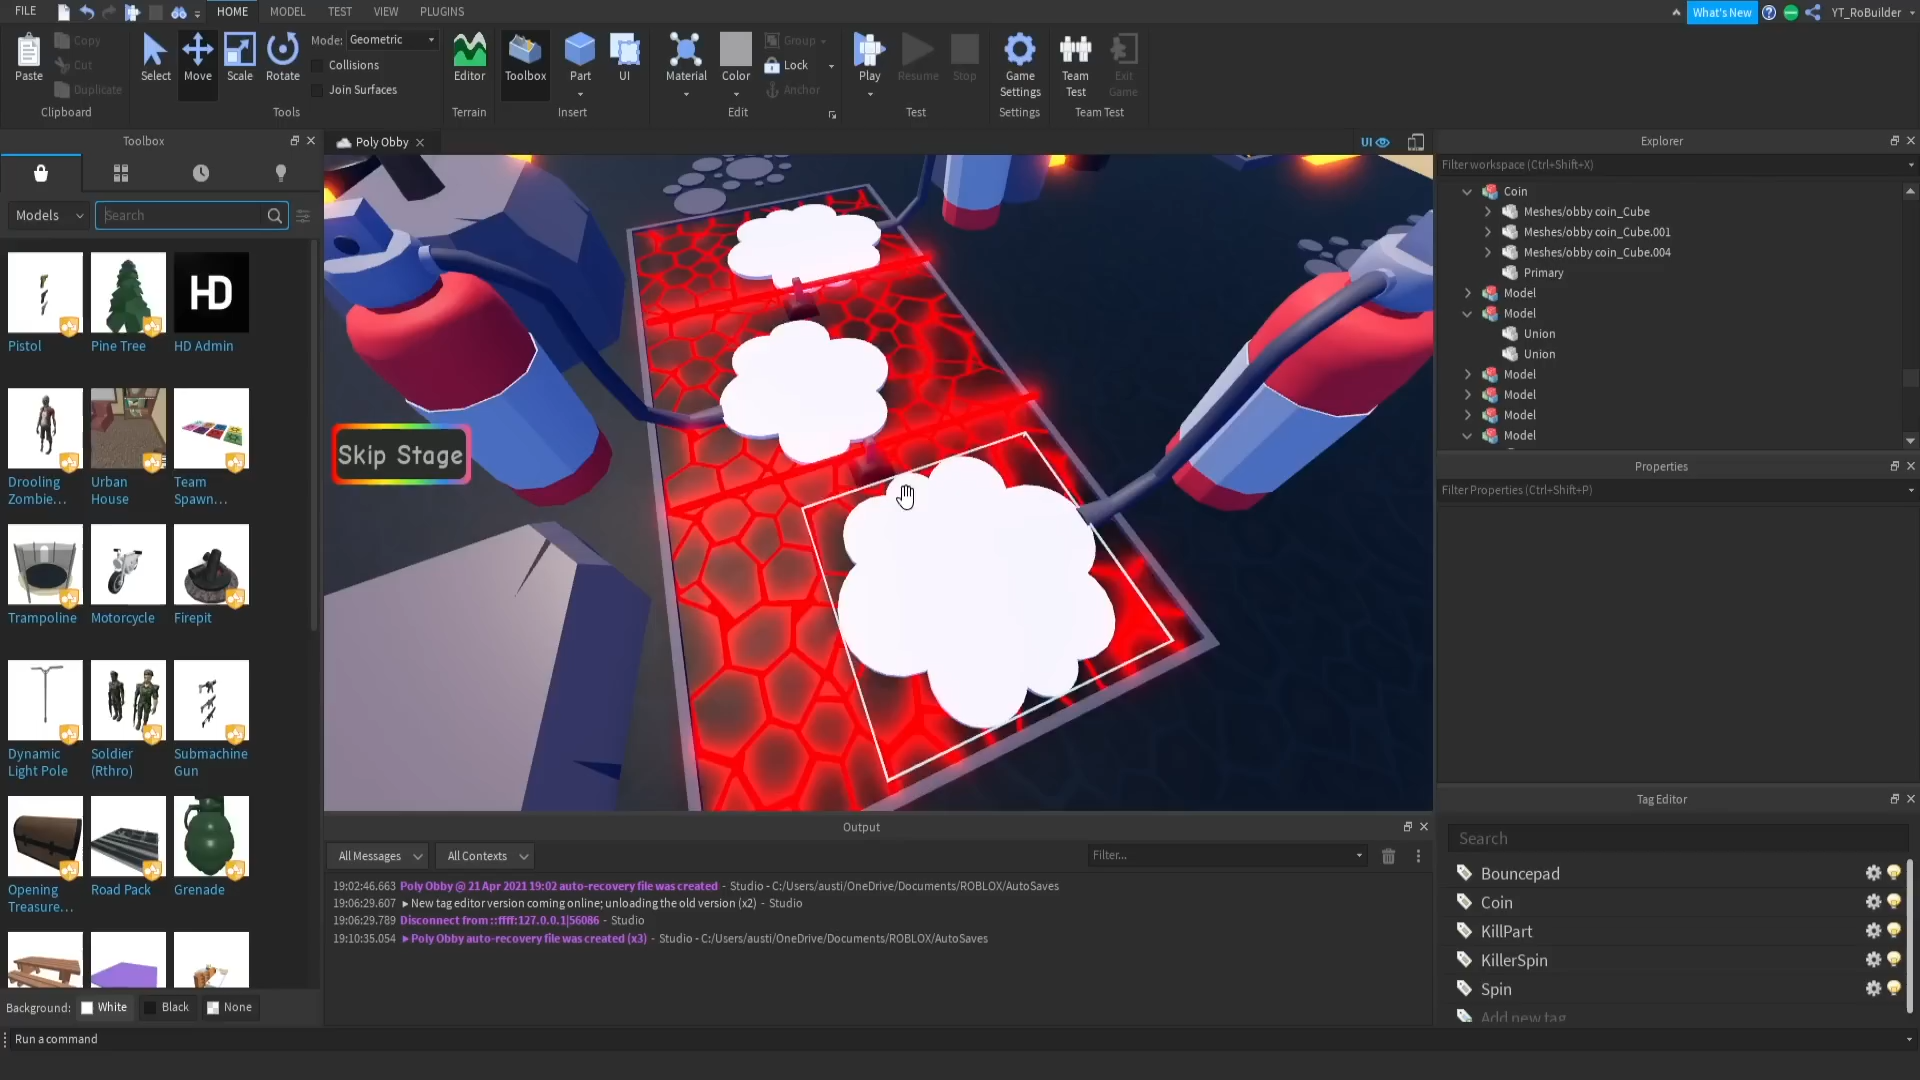 FILE
HOME
MODEL
TEST
VIEW
PLUGINS
What's New
YT_RoBuilder
Paste
Copy
Cut
Duplicate
Clipboard
Select
Move
Scale
Rotate
Mode: Geometric
Collisions
Join Surfaces
Tools
Editor
Terrain
Toolbox
Part
UI
Insert
Material
Color
Group
Lock
Anchor
Edit
Play
Resume
Stop
Test
Game
Settings
Settings
Team
Test
Exit
Game
Team Test
Toolbox
Models
Search
Pistol
Pine Tree
HD
HD Admin
Drooling
Zombie...
Urban
House
Team
Spawn...
Trampoline
Motorcycle
Firepit
Dynamic
Light Pole
Soldier
(Rthro)
Submachine
Gun
Opening
Treasure...
Road Pack
Grenade
Background: White Black None
Run a command
Poly Obby
UI
Skip Stage
Output
All Messages
All Contexts
Filter...
19:02:46.663 Poly Obby @ 21 Apr 2021 19:02 auto-recovery file was created - Studio - C:/Users/austi/OneDrive/Documents/ROBLOX/AutoSaves
19:06:29.607 New tag editor version coming online; unloading the old version (x2) - Studio
19:06:29.789 Disconnect from ::ffff:127.0.0.1|56086 - Studio
19:10:35.054 Poly Obby auto-recovery file was created (x3) - Studio - C:/Users/austi/OneDrive/Documents/ROBLOX/AutoSaves
Explorer
Filter workspace (Ctrl+Shift+X)
Coin
Meshes/obby coin_Cube
Meshes/obby coin_Cube.001
Meshes/obby coin_Cube.004
Primary
Model
Model
Union
Union
Model
Model
Model
Model
Properties
Filter Properties (Ctrl+Shift+P)
Tag Editor
Search
Bouncepad
Coin
KillPart
KillerSpin
Spin
Add new tag